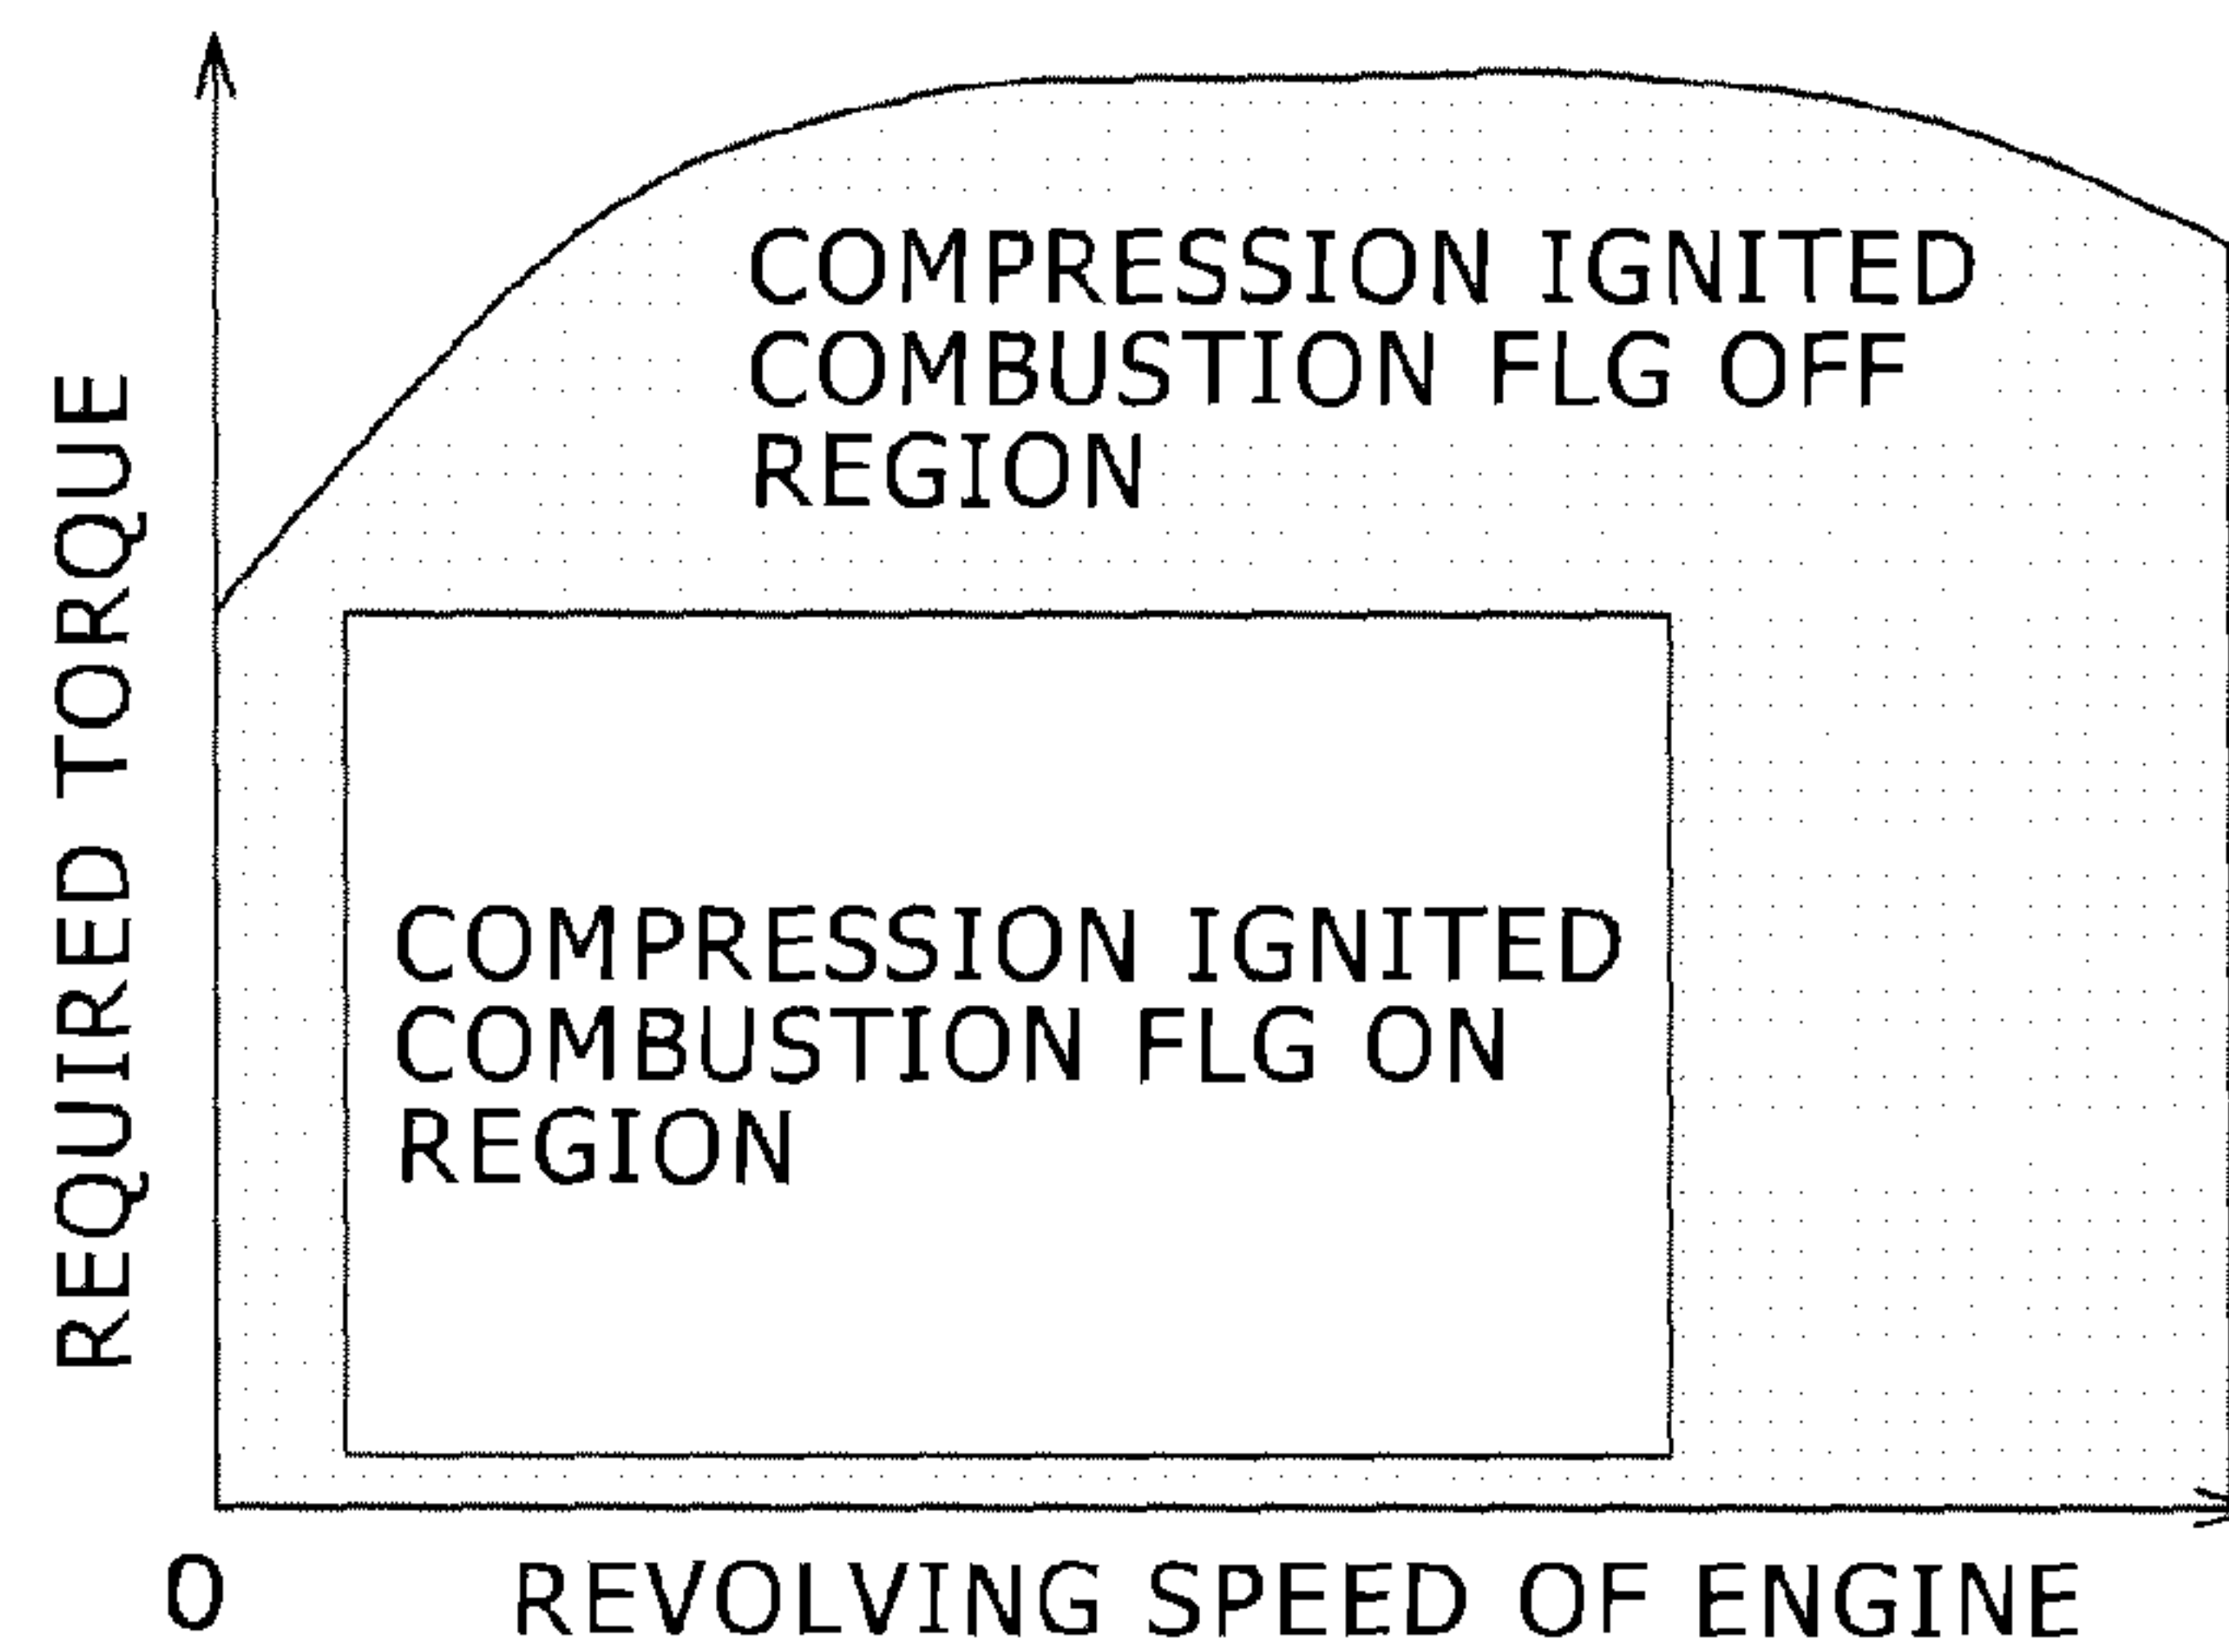 REQUIRED TORQUE
COMPRESSION IGNITED
COMBUSTION FLG OFF
REGION
COMPRESSION IGNITED
COMBUSTION FLG ON
REGION
0
REVOLVING SPEED OF ENGINE